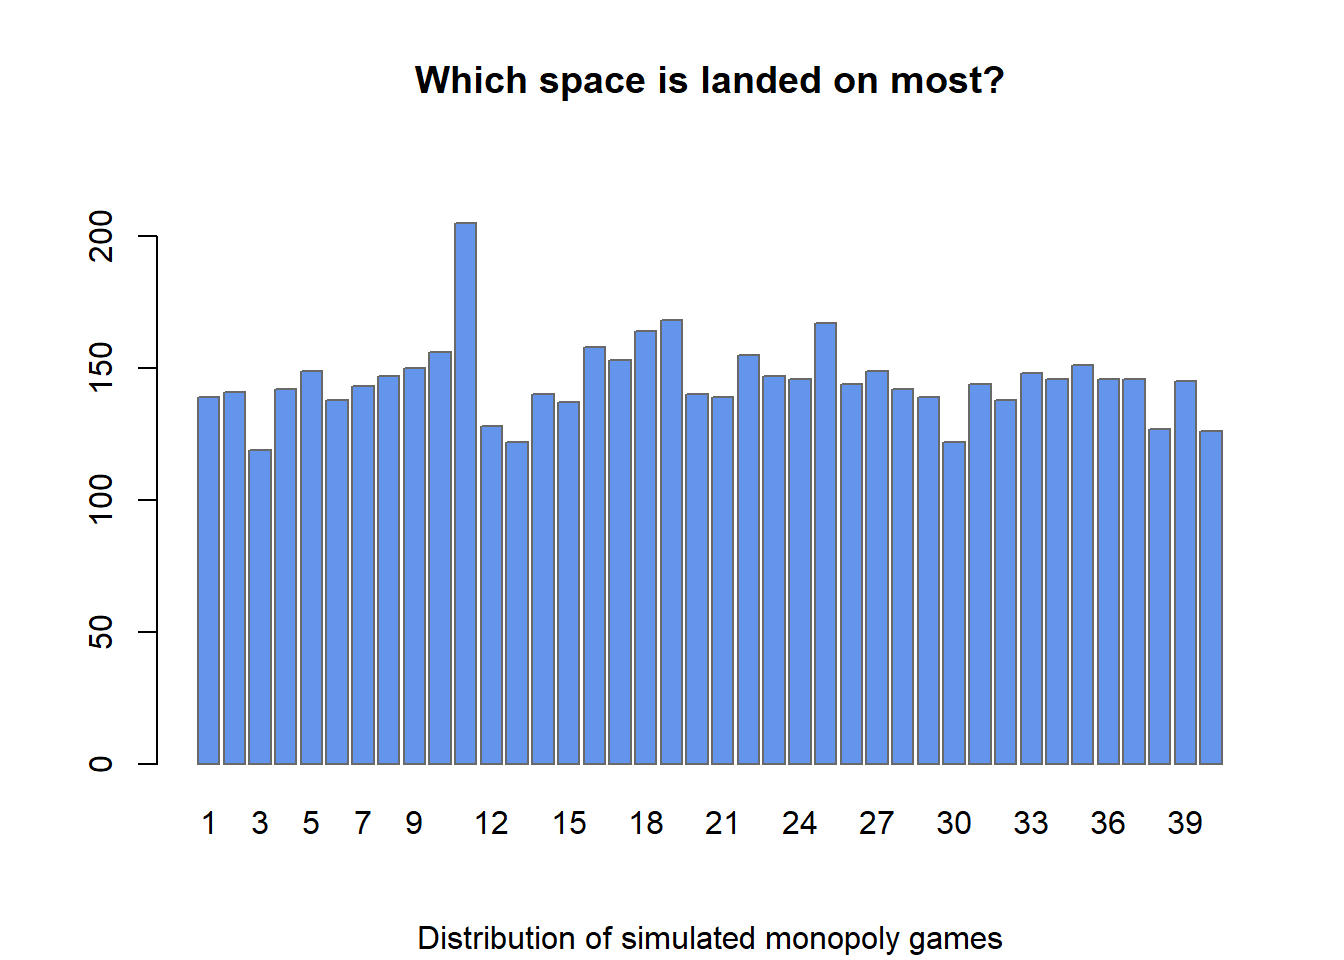 Which space is landed on most?
200
150
100
50
0
1 3 5 7 9 12 15 18 21 24 27 30 33 36 39
Distribution of simulated monopoly games